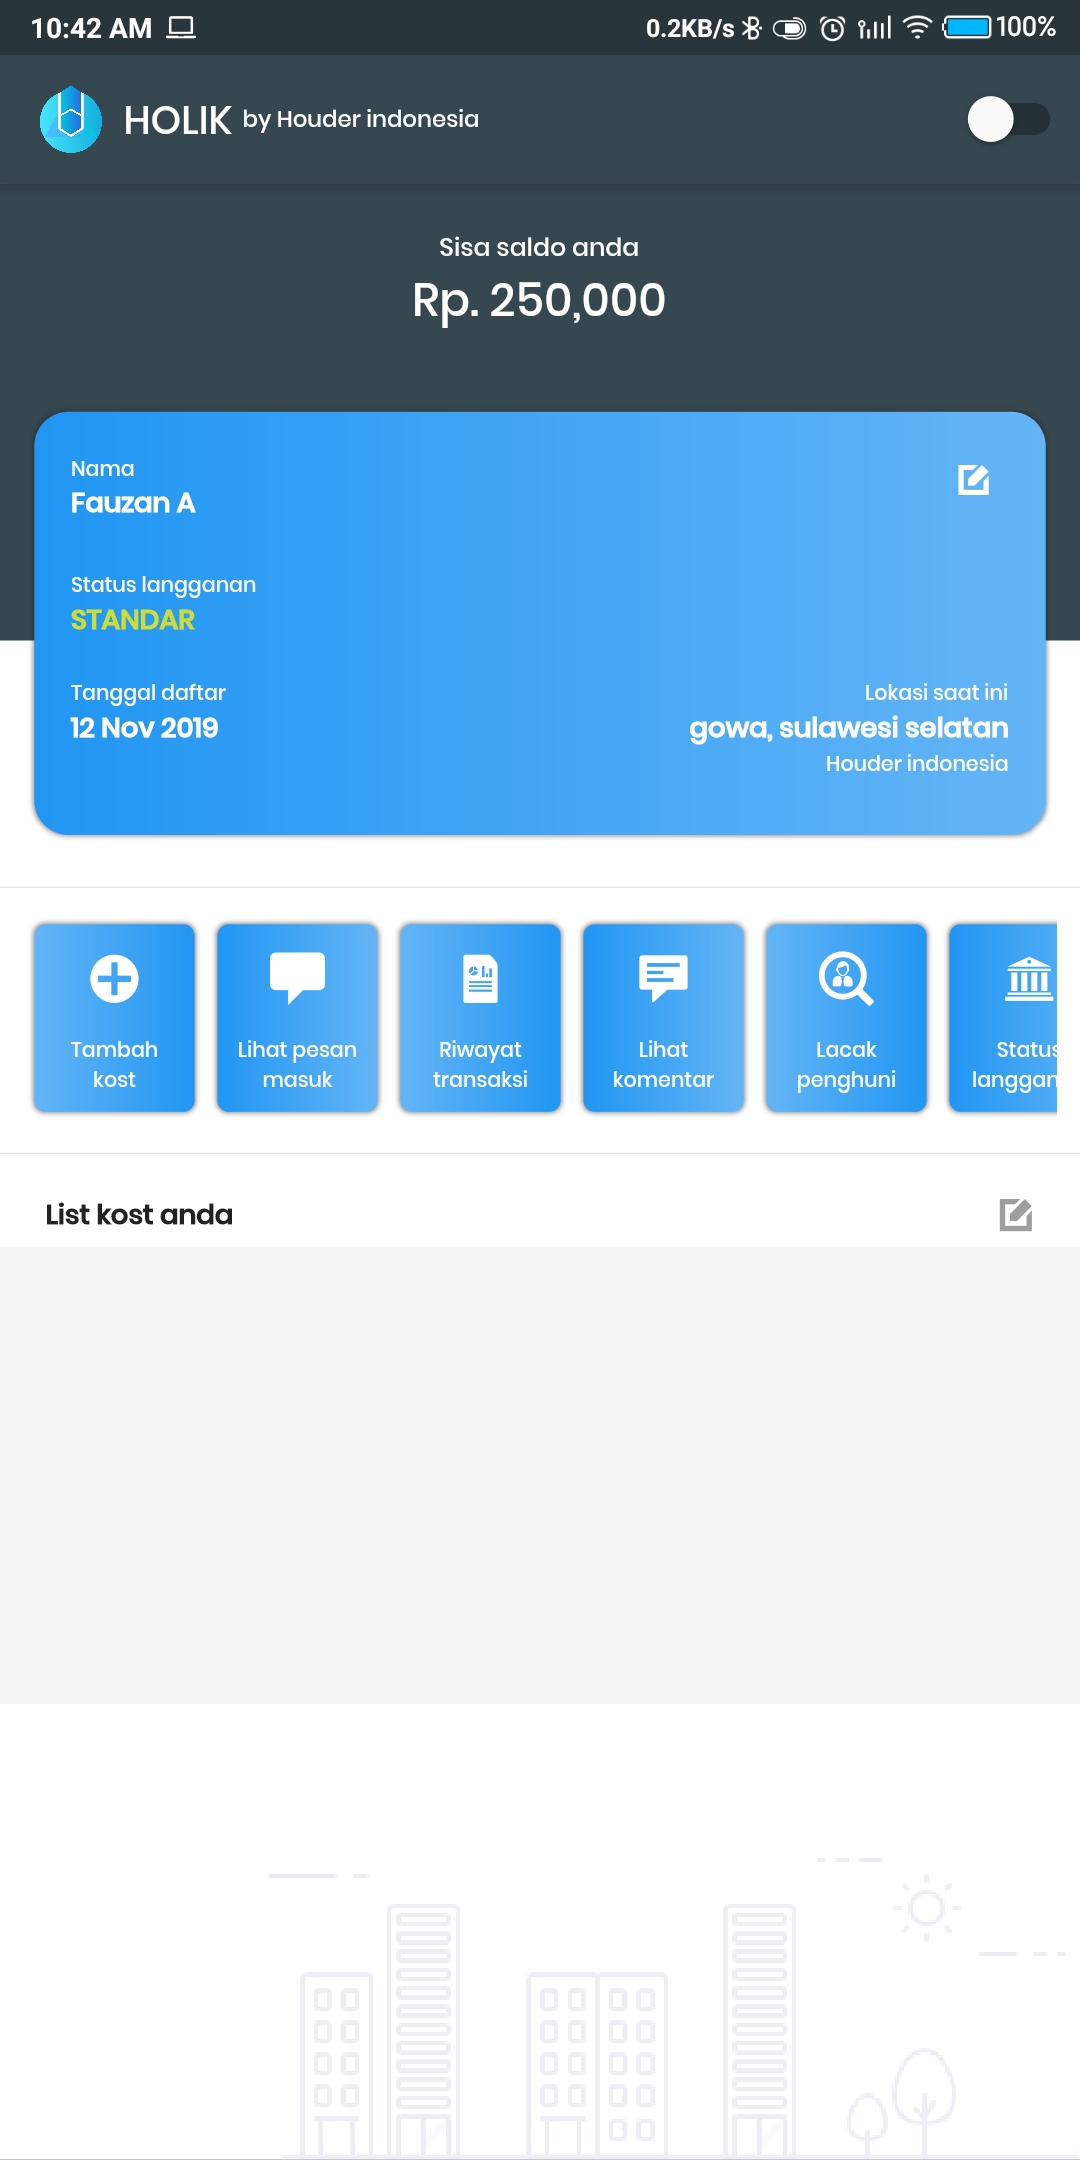 10:42 AM 0.2KB/s 100%
HOLIK by Houder indonesia
Sisa saldo anda
Rp. 250,000
Nama
Fauzan A
Status langganan
STANDAR
Tanggal daftar
12 Nov 2019
Lokasi saat ini
gowa, sulawesi selatan
Houder indonesia
Tambah
kost
Lihat pesan
masuk
Riwayat
transaksi
Lihat
komentar
Lacak
penghuni
Status
langgan
List kost anda